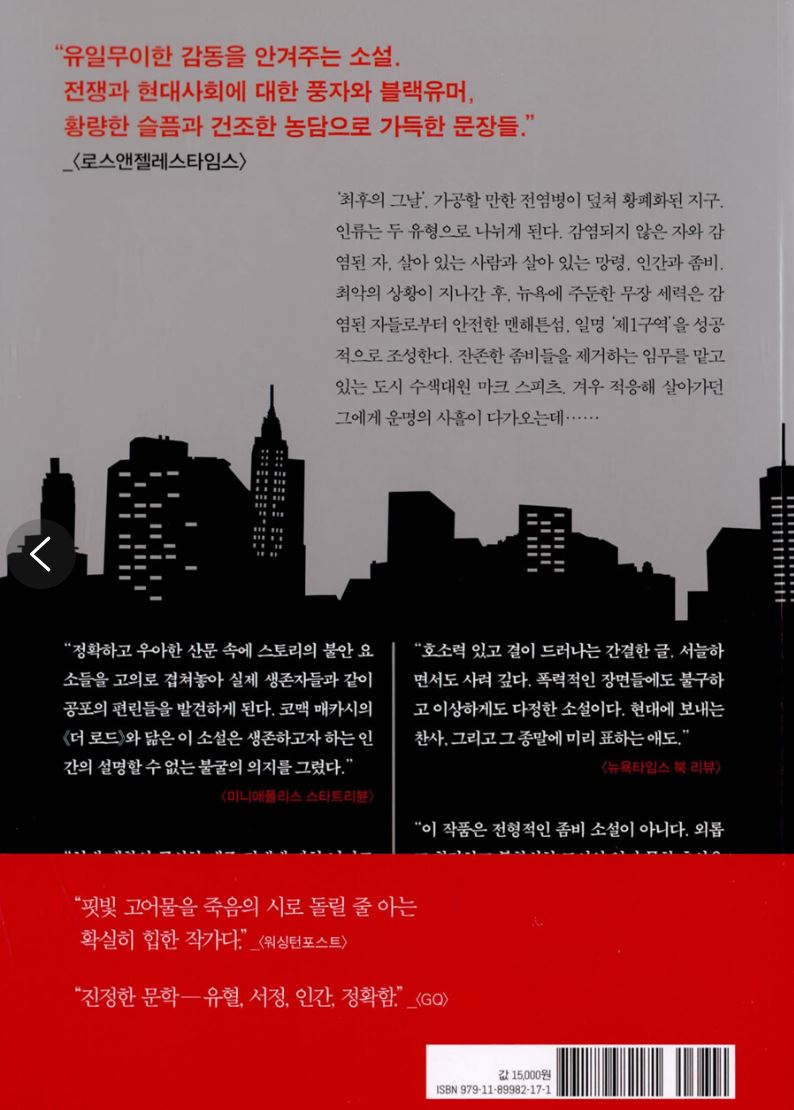 “유일무이한 감동을 안겨주는 소설.
전쟁과 현대사회에 대한 풍자와 블랙유머,
황량한 슬픔과 건조한 농담으로 가득한 문장들.”
_〈로스앤젤레스타임스〉
‘최후의 그날’, 가공할 만한 전염병이 덮쳐 황폐화된 지구.
인류는 두 유형으로 나뉘게 된다. 감염되지 않은 자와 감
염된 자, 살아 있는 사람과 살아 있는 망령, 인간과 좀비.
최악의 상황이 지나간 후, 뉴욕에 주둔한 무장 세력은 감
염된 자들로부터 안전한 맨해튼섬, 일명 ‘제1구역’을 성공
적으로 조성한다. 잔존한 좀비들을 제거하는 임무를 맡고
있는 도시 수색대원 마크 스피츠. 겨우 적응해 살아가던
그에게 운명의 사흘이 다가오는데……
“정확하고 우아한 산문 속에 스토리의 불안 요
소들을 고의로 겹쳐놓아 실제 생존자들과 같이
공포의 편린들을 발견하게 된다. 코맥 매카시의
《더 로드》와 닮은 이 소설은 생존하고자 하는 인
간의 설명할 수 없는 불굴의 의지를 그렸다.”
〈미니애폴리스 스타트리뷴〉
“호소력 있고 결이 드러나는 간결한 글. 서늘하
면서도 사려 깊다. 폭력적인 장면들에도 불구하
고 이상하게도 다정한 소설이다. 현대에 보내는
찬사, 그리고 그 종말에 미리 표하는 애도.”
〈뉴욕타임스 북 리뷰〉
“이 작품은 전형적인 좀비 소설이 아니다. 외롭
“핏빛 고어물을 죽음의 시로 돌릴 줄 아는
확실히 힙한 작가다.” _〈워싱턴포스트〉
“진정한 문학—유혈, 서정, 인간, 정확함.” _〈GQ〉
값 15,000원
ISBN 979-11-89982-17-1